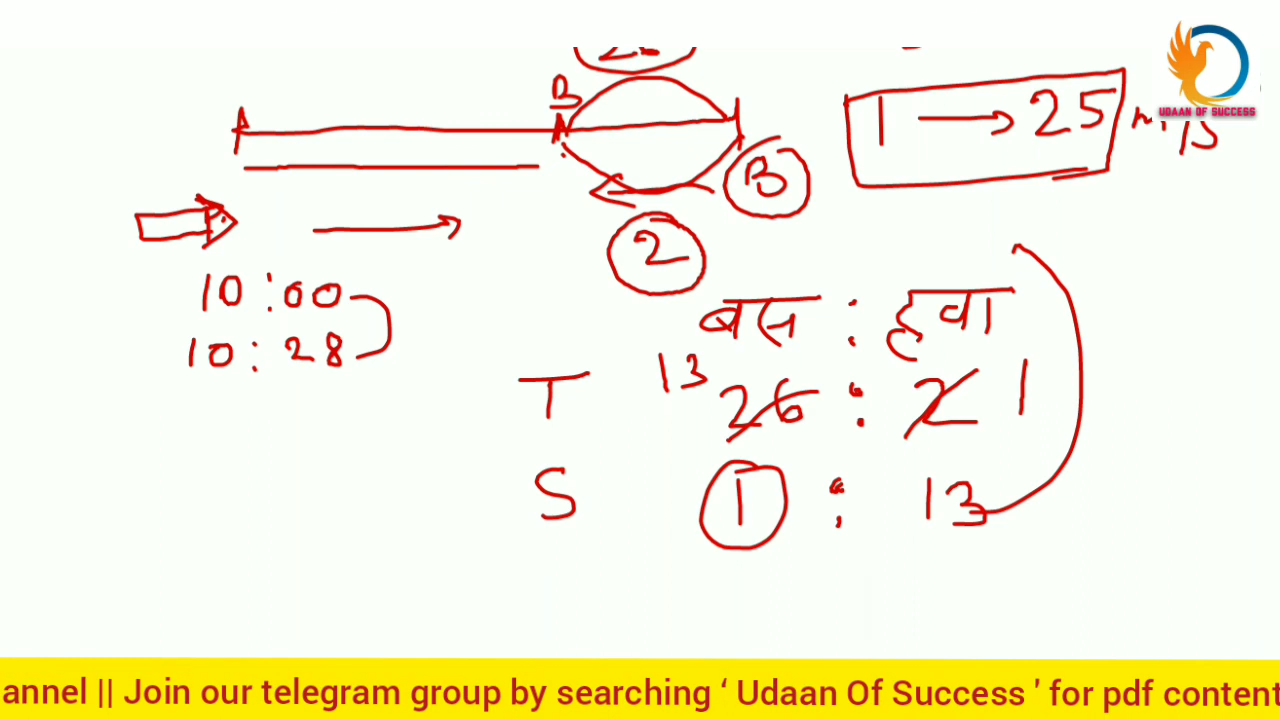 B
1 → 25 m/s
A
B
2
10:00
10:28
बस : हवा
T 13 26 : 2 1
S 1 : 13
UDAAN OF SUCCESS
annel || Join our telegram group by searching ‘ Udaan Of Success ' for pdf content